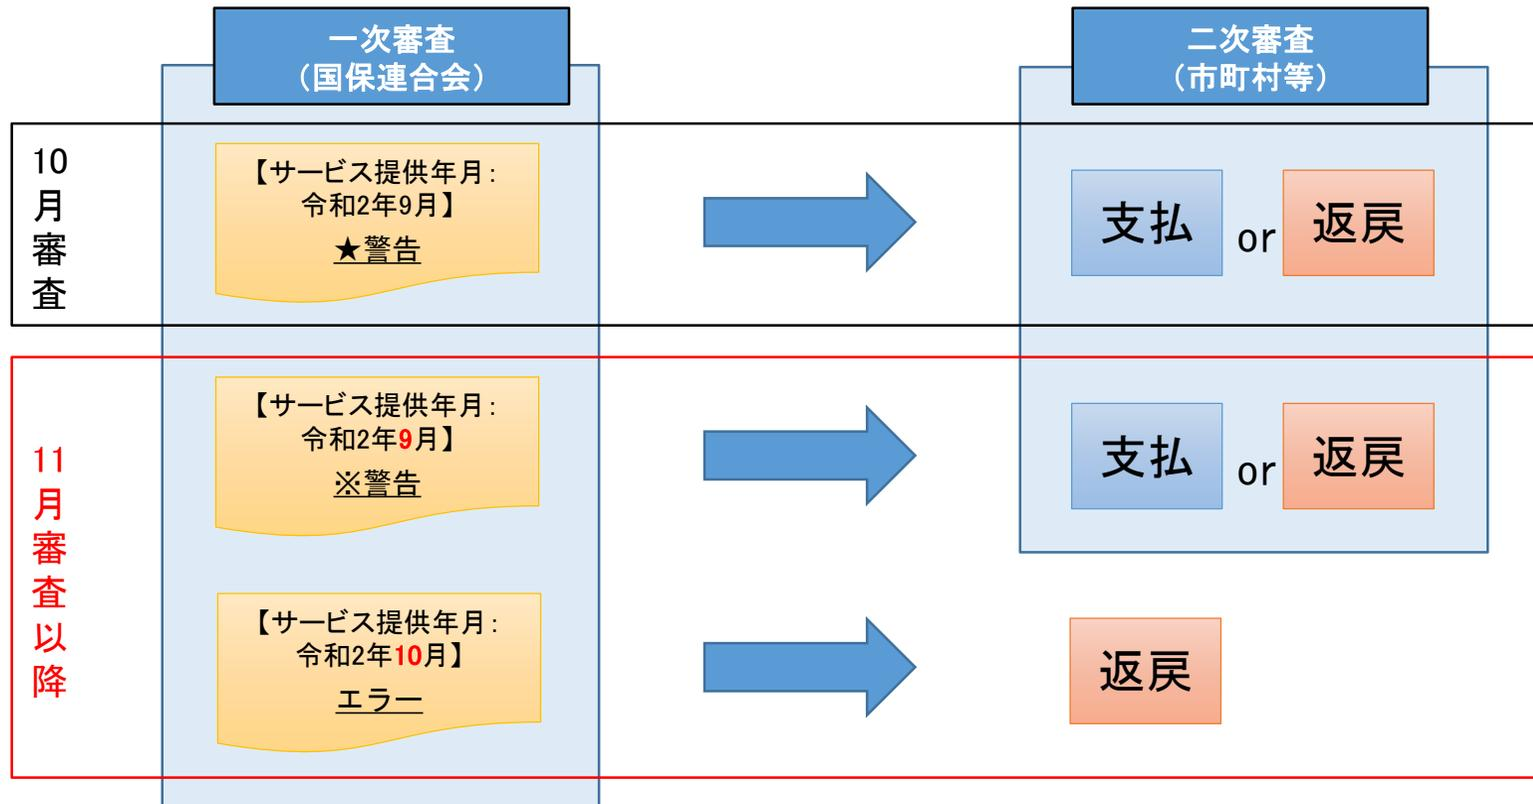 一次審査
（国保連合会）
二次審査
（市町村等）
10月審査
【サービス提供年月：
令和2年9月】
★警告
支払
or
返戻
11月審査以降
【サービス提供年月：
令和2年9月】
※警告
支払
or
返戻
【サービス提供年月：
令和2年10月】
エラー
返戻